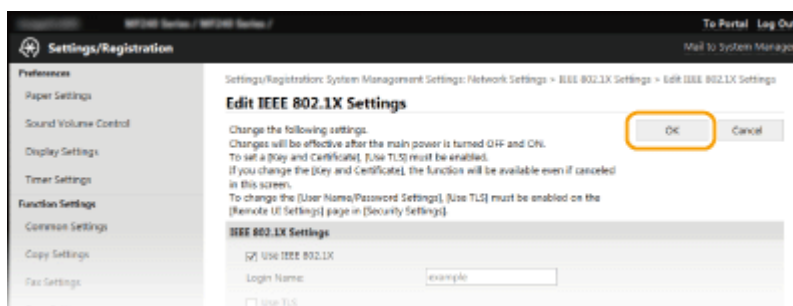 MF240 Series / MF240 Series /
To Portal Log Ou
Settings/Registration
Mail to System Manage
Preferences
Paper Settings
Sound Volume Control
Display Settings
Timer Settings
Function Settings
Common Settings
Copy Settings
Fax Settings
Settings/Registration: System Management Settings: Network Settings > IEEE 802.1X Settings > Edit IEEE 802.1X Settings
Edit IEEE 802.1X Settings
OK
Cancel
Change the following settings.
Changes will be effective after the main power is turned OFF and ON.
To set a [Key and Certificate], [Use TLS] must be enabled.
If you change the [Key and Certificate], the function will be available even if canceled
in this screen.
To change the [User Name/Password Settings], [Use TLS] must be enabled on the
[Remote UI Settings] page in [Security Settings].
IEEE 802.1X Settings
Use IEEE 802.1X
Login Name:
example
Use TLS